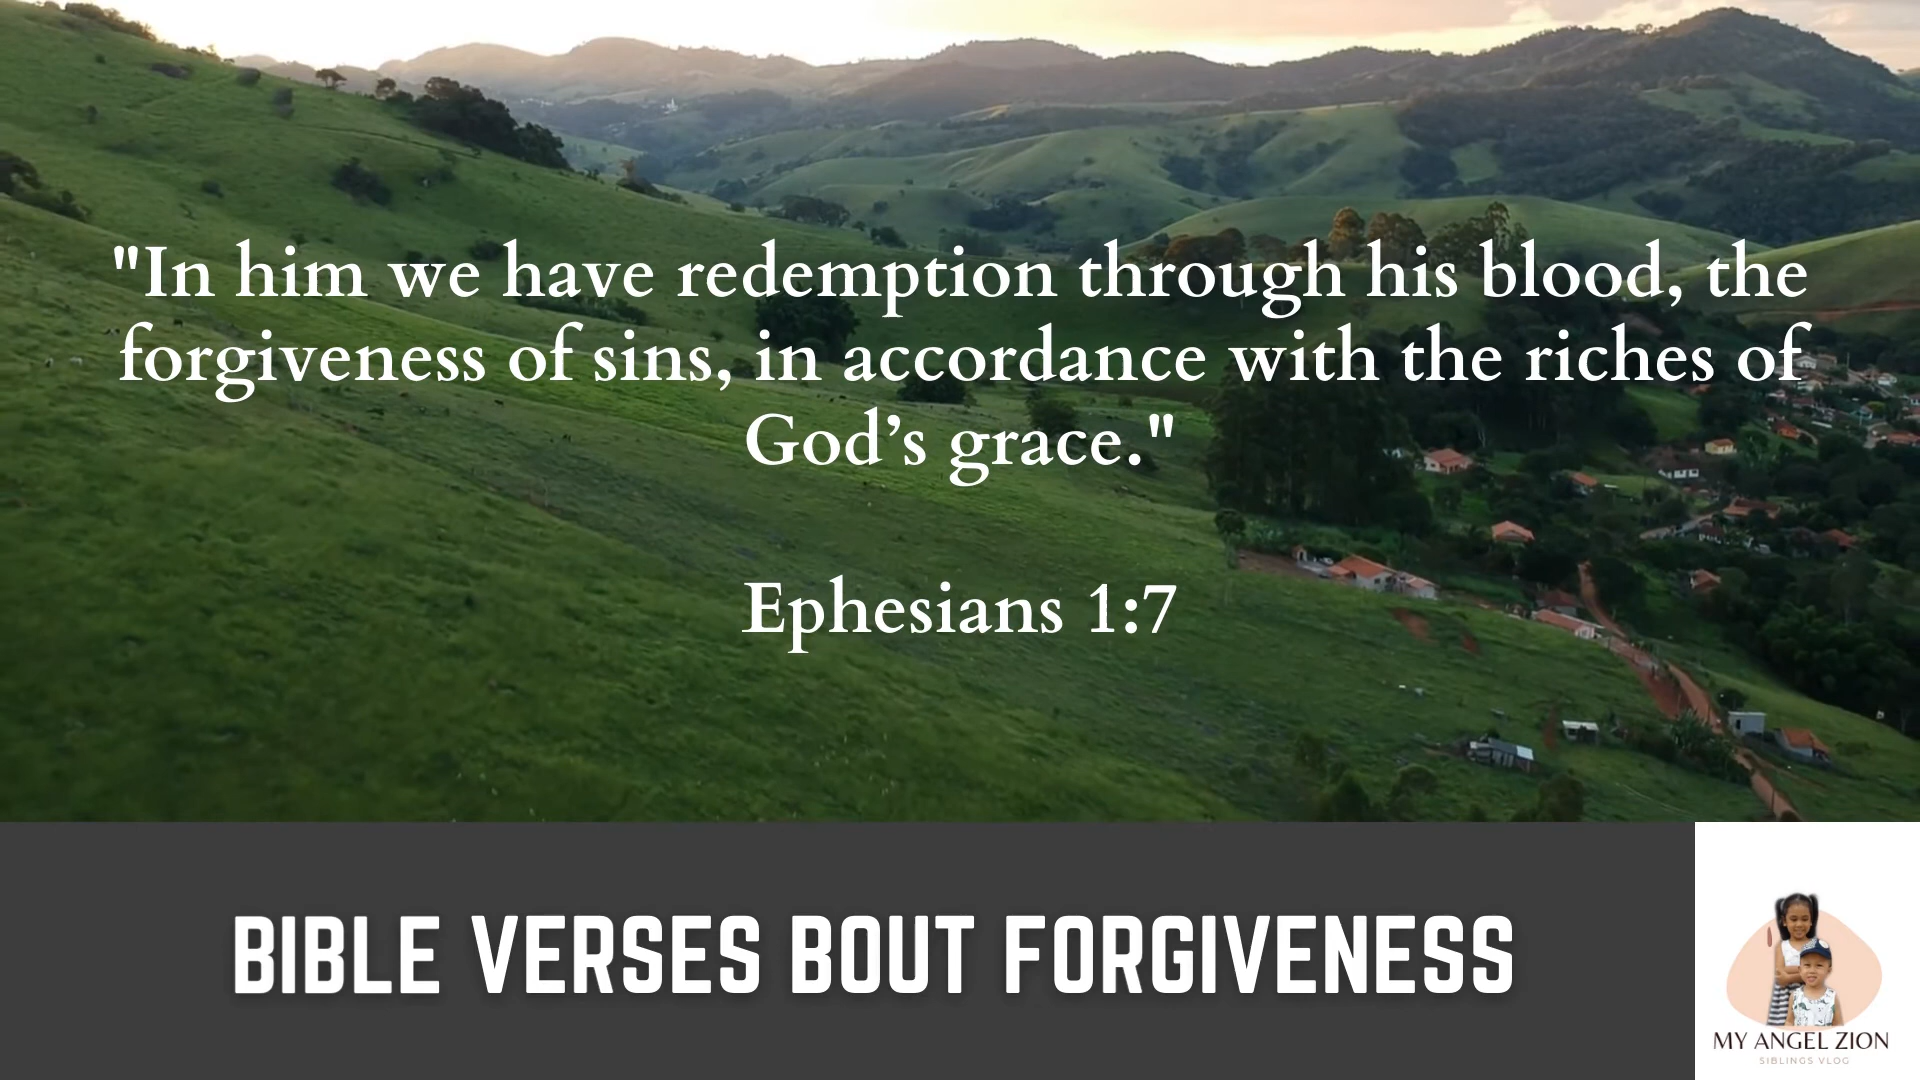 "In him we have redemption through his blood, the
forgiveness of sins, in accordance with the riches of
God’s grace."
Ephesians 1:7
BIBLE VERSES BOUT FORGIVENESS
MY ANGEL ZION
SIBLINGS VLOG